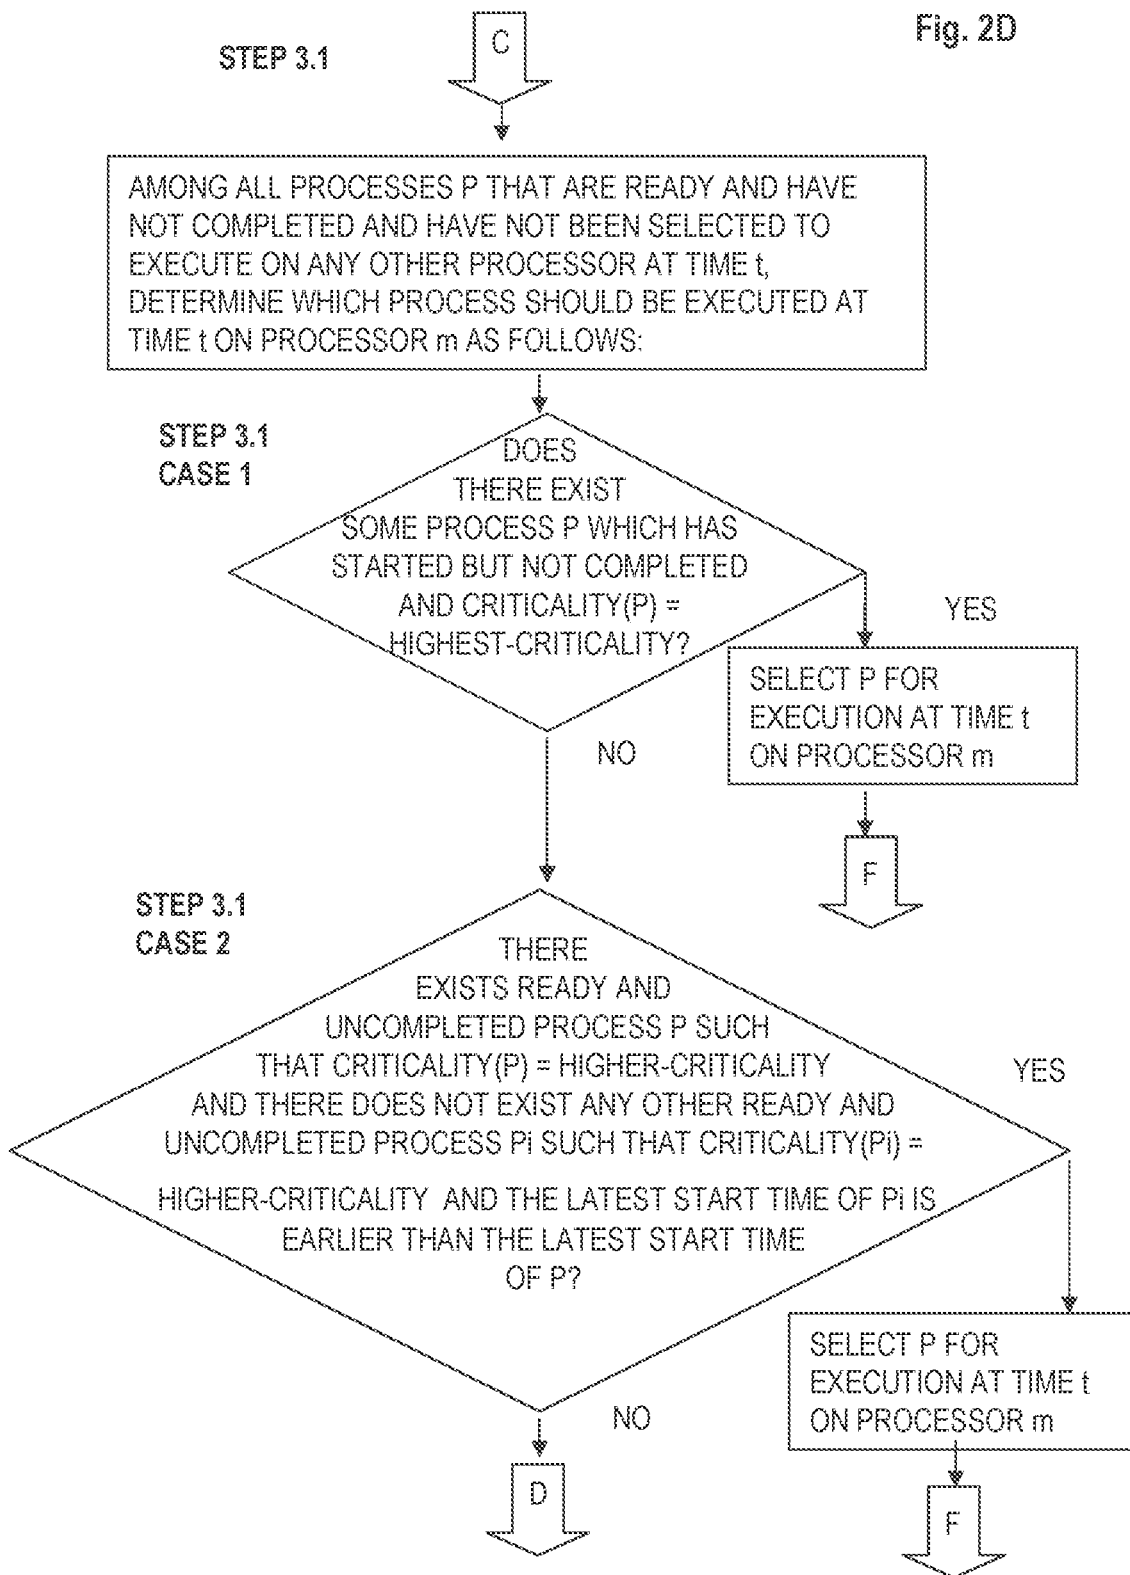 Fig. 2D
STEP 3.1
C
AMONG ALL PROCESSES P THAT ARE READY AND HAVE
NOT COMPLETED AND HAVE NOT BEEN SELECTED TO
EXECUTE ON ANY OTHER PROCESSOR AT TIME t,
DETERMINE WHICH PROCESS SHOULD BE EXECUTED AT
TIME t ON PROCESSOR m AS FOLLOWS:
STEP 3.1
CASE 1
DOES
THERE EXIST
SOME PROCESS P WHICH HAS
STARTED BUT NOT COMPLETED
AND CRITICALITY(P) =
HIGHEST-CRITICALITY?
YES
SELECT P FOR
EXECUTION AT TIME t
ON PROCESSOR m
NO
F
STEP 3.1
CASE 2
THERE
EXISTS READY AND
UNCOMPLETED PROCESS P SUCH
THAT CRITICALITY(P) = HIGHER-CRITICALITY
AND THERE DOES NOT EXIST ANY OTHER READY AND
UNCOMPLETED PROCESS Pi SUCH THAT CRITICALITY(Pi) =
HIGHER-CRITICALITY AND THE LATEST START TIME OF Pi IS
EARLIER THAN THE LATEST START TIME
OF P?
YES
SELECT P FOR
EXECUTION AT TIME t
ON PROCESSOR m
NO
D
F